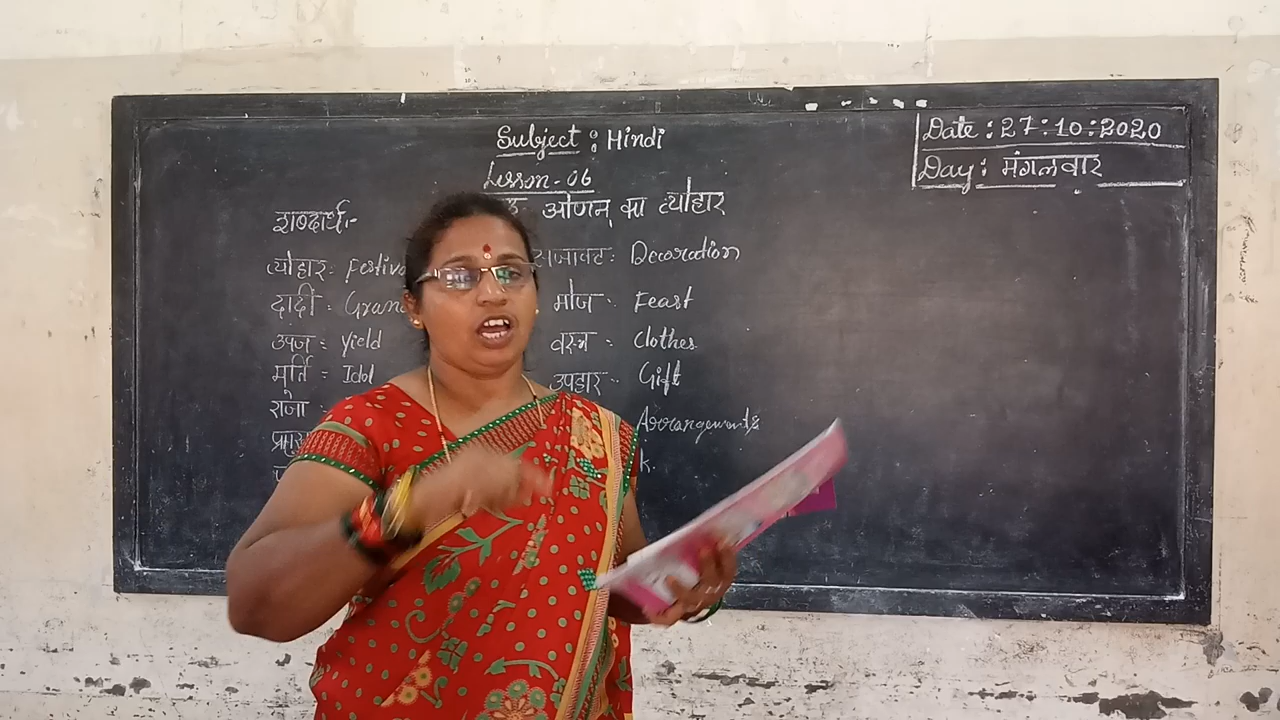 Subject : Hindi
Date : 27:10:2020
Lesson - 06
Day : मंगलवार
ओणम् का त्योहार
शब्दार्थ:-
त्योहार: Festiv
सजावट: Decoration
दादी : Grand
भोज : Feast
उपज : Yield
वस्त्र : Clothes
मूर्ति = Idol
उपहार : Gift
राजा :
Arrangements